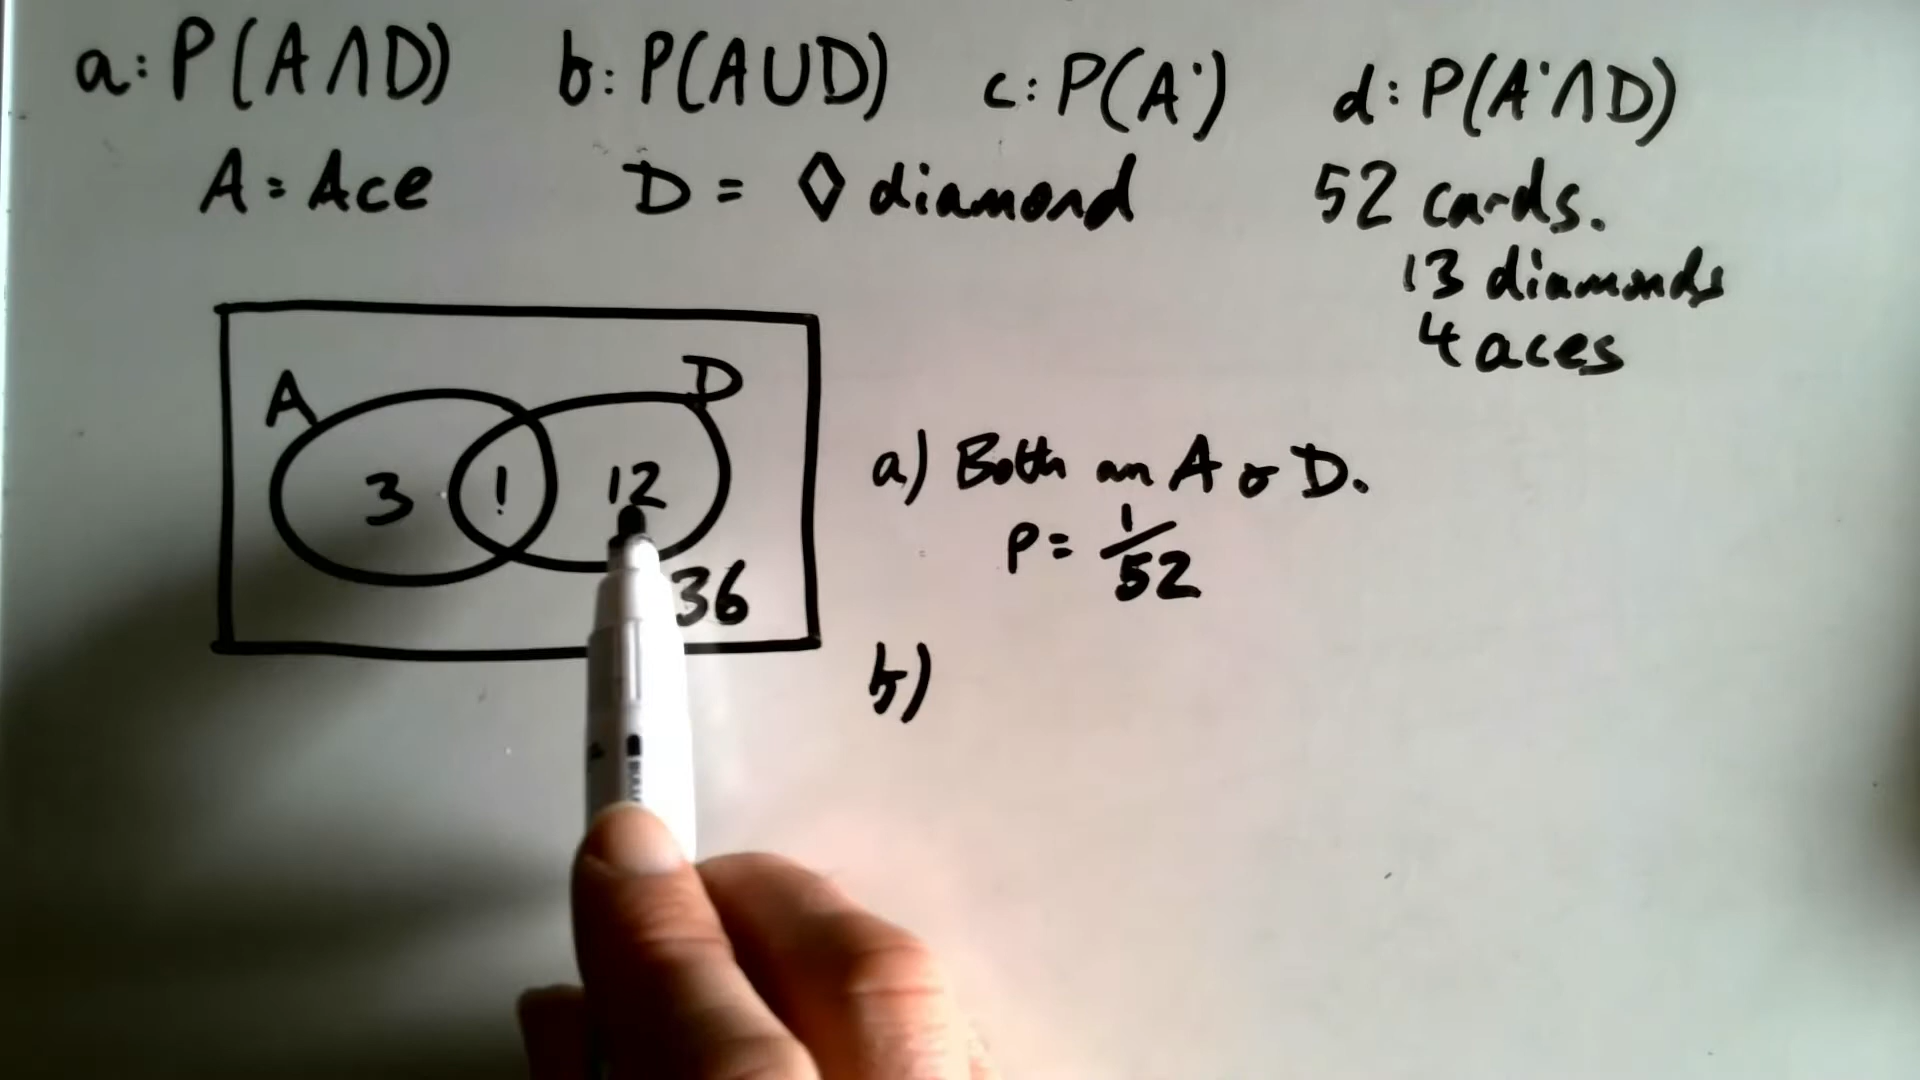 a: P(A∩D) b: P(A∪D) c: P(A') d: P(A'∩D)
A = Ace D = ◊ diamond 52 cards.
13 diamonds
4 aces
A D
3 1 12
36
a) Both an A & D.
P = 1/52
b)